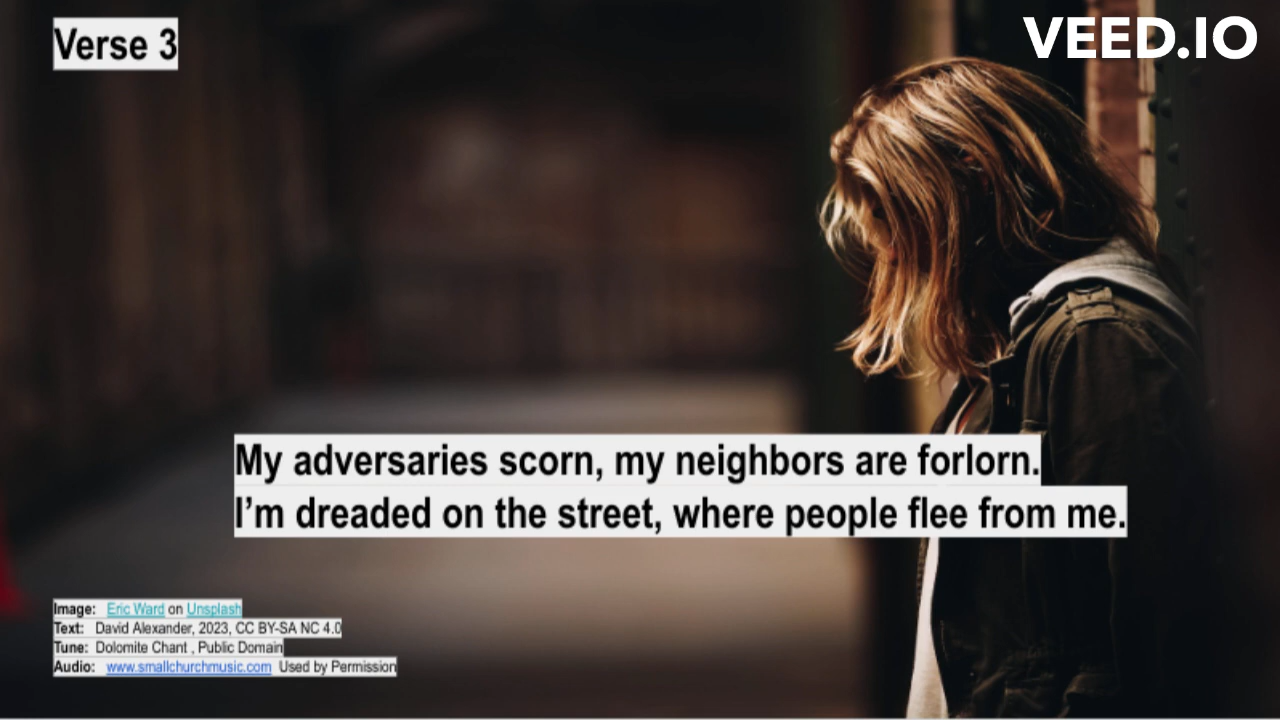 Verse 3
VEED.IO
My adversaries scorn, my neighbors are forlorn.
I’m dreaded on the street, where people flee from me.
Image: Eric Ward on Unsplash
Text: David Alexander, 2023, CC BY-SA NC 4.0
Tune: Dolomite Chant , Public Domain
Audio: www.smallchurchmusic.com Used by Permission